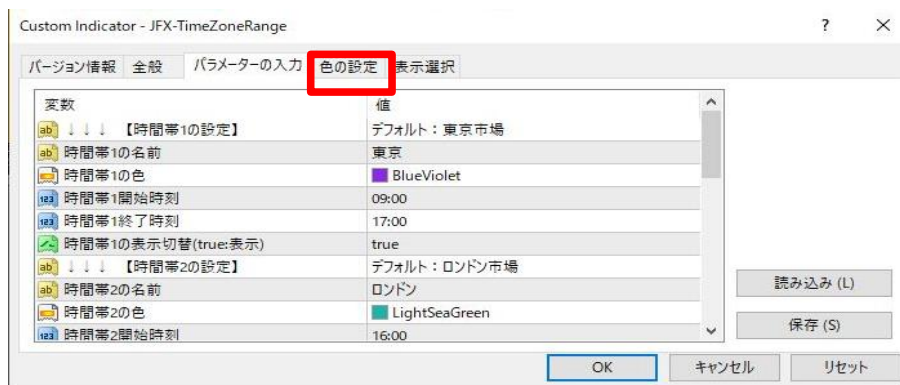 Custom Indicator - JFX-TimeZoneRange ? ×
バージョン情報 全般 パラメーターの入力 色の設定 表示選択
変数 値
ab ↓ ↓ ↓ 【時間帯1の設定】 デフォルト：東京市場
ab 時間帯1の名前 東京
時間帯1の色 BlueViolet
123 時間帯1開始時刻 09:00
123 時間帯1終了時刻 17:00
時間帯1の表示切替(true:表示) true
ab ↓ ↓ ↓ 【時間帯2の設定】 デフォルト：ロンドン市場
ab 時間帯2の名前 ロンドン
時間帯2の色 LightSeaGreen
123 時間帯2開始時刻 16:00
読み込み (L)
保存 (S)
OK キャンセル リセット